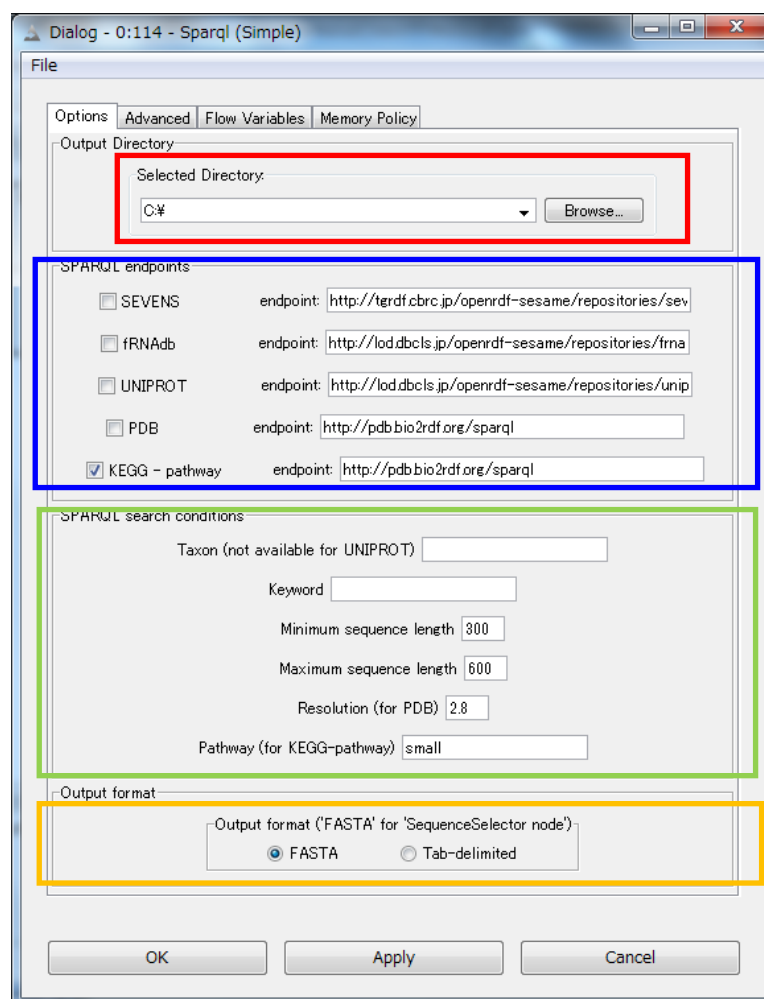 Dialog - 0:114 - Sparql (Simple)
File
Options Advanced Flow Variables Memory Policy
Output Directory
Selected Directory:
C:¥ Browse...
SPARQL endpoints
SEVENS endpoint: http://tgrdf.cbrc.jp/openrdf-sesame/repositories/sev
fRNAdb endpoint: http://lod.dbcls.jp/openrdf-sesame/repositories/frna
UNIPROT endpoint: http://lod.dbcls.jp/openrdf-sesame/repositories/unip
PDB endpoint: http://pdb.bio2rdf.org/sparql
KEGG - pathway endpoint: http://pdb.bio2rdf.org/sparql
SPARQL search conditions
Taxon (not available for UNIPROT)
Keyword
Minimum sequence length 300
Maximum sequence length 600
Resolution (for PDB) 2.8
Pathway (for KEGG-pathway) small
Output format
Output format ('FASTA' for 'SequenceSelector node')
FASTA Tab-delimited
OK Apply Cancel